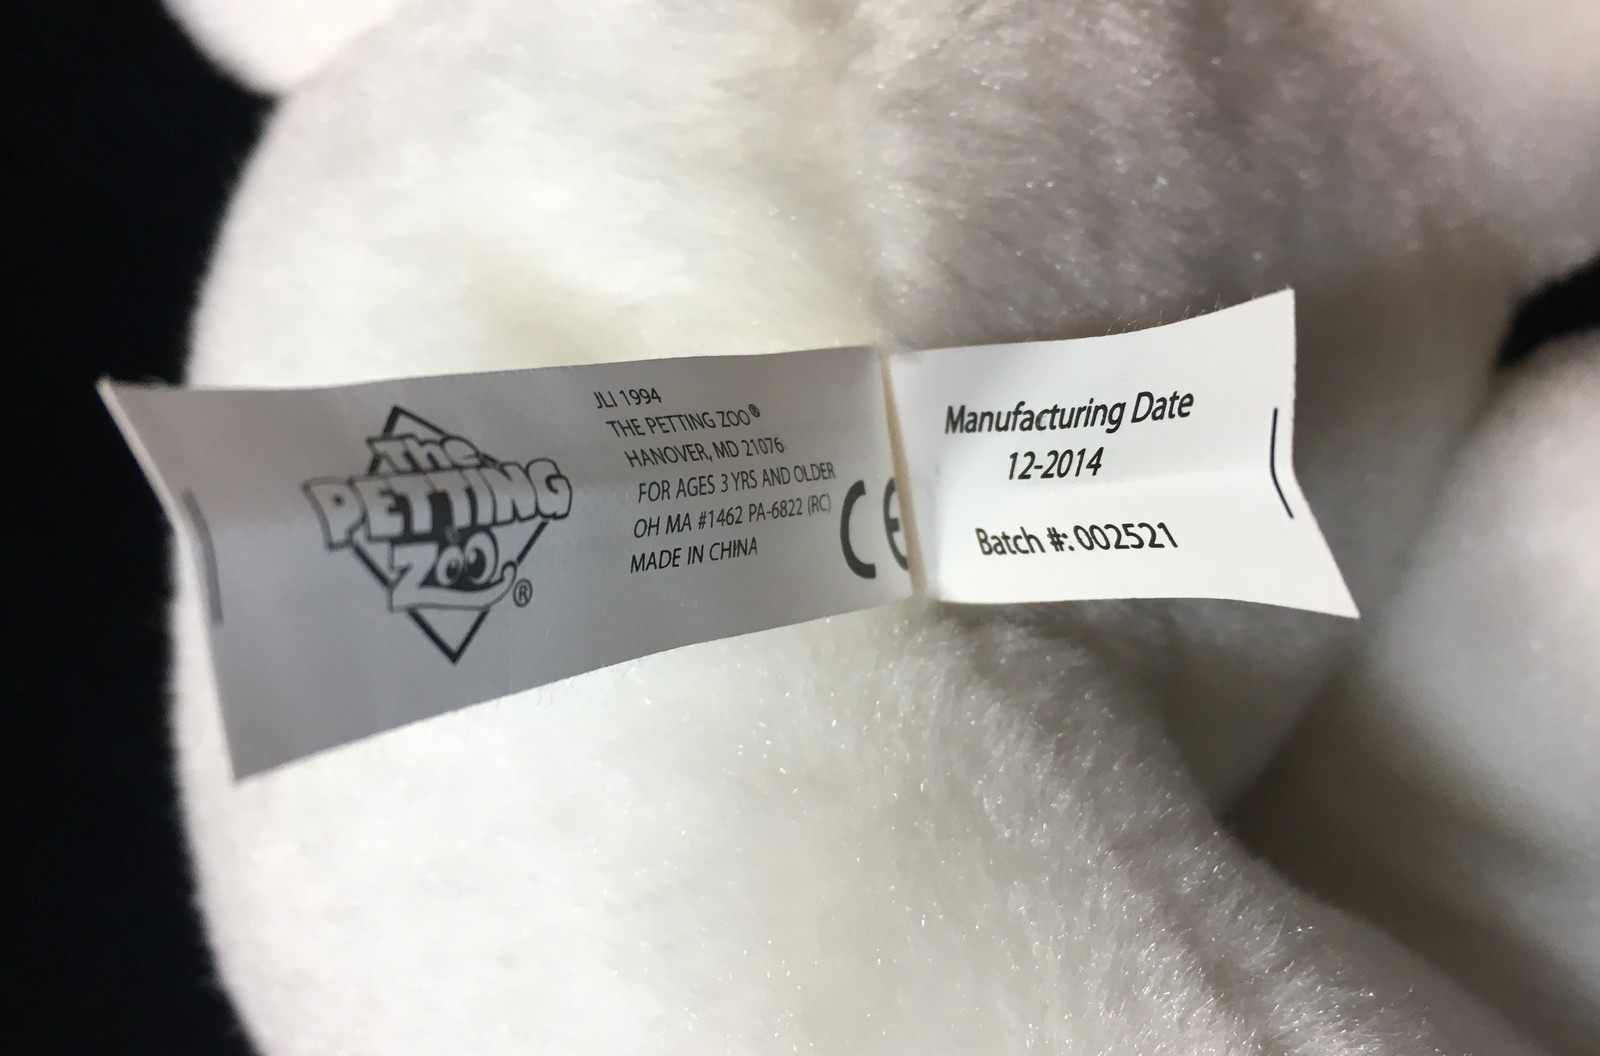 The
PETTING
ZOO®
JLI 1994
THE PETTING ZOO®
HANOVER, MD 21076
FOR AGES 3 YRS AND OLDER
OH MA #1462 PA-6822 (RC)
MADE IN CHINA
CE
Manufacturing Date
12-2014
Batch #: 002521